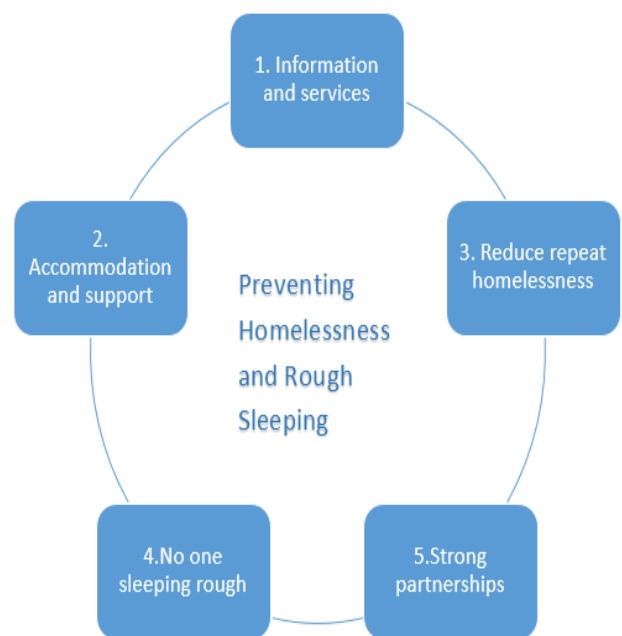 1. Information
and services
2.
Accommodation
and support
3. Reduce repeat
homelessness
Preventing
Homelessness
and Rough
Sleeping
4.No one
sleeping rough
5.Strong
partnerships